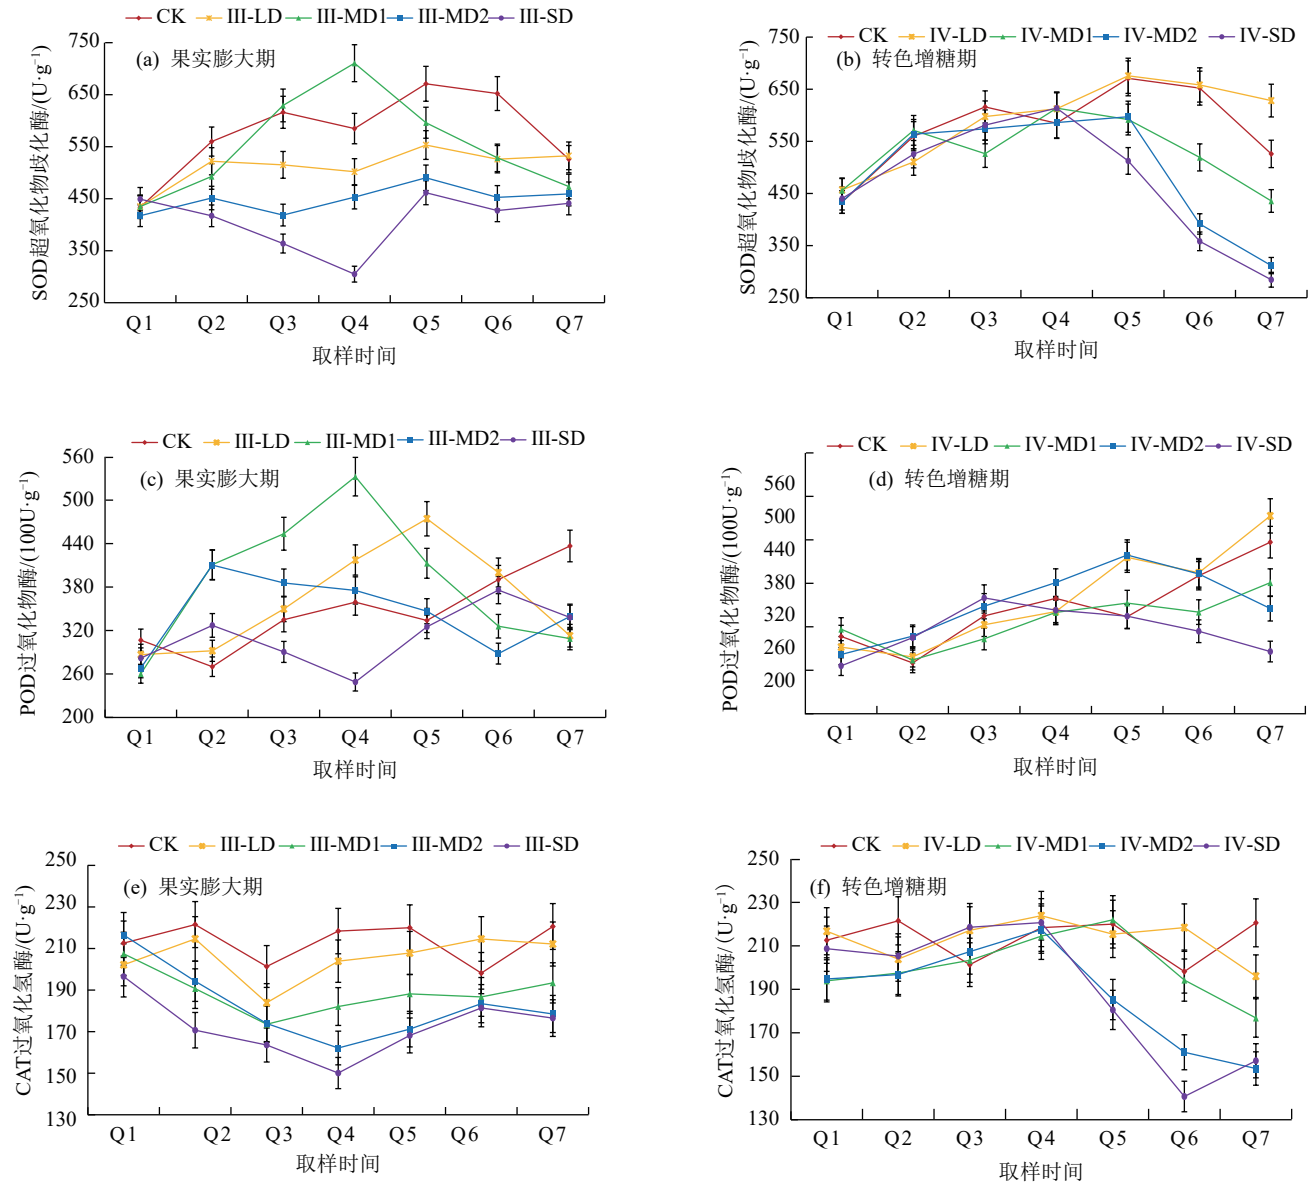 CK III-LD III-MD1 III-MD2 III-SD
(a) 果实膨大期
SOD超氧化物歧化酶/(U·g⁻¹)
750
650
550
450
350
250
Q1 Q2 Q3 Q4 Q5 Q6 Q7
取样时间
CK IV-LD IV-MD1 IV-MD2 IV-SD
(b) 转色增糖期
SOD超氧化物歧化酶/(U·g⁻¹)
750
650
550
450
350
250
Q1 Q2 Q3 Q4 Q5 Q6 Q7
取样时间
CK III-LD III-MD1 III-MD2 III-SD
(c) 果实膨大期
POD过氧化物酶/(100U·g⁻¹)
560
500
440
380
320
260
200
Q1 Q2 Q3 Q4 Q5 Q6 Q7
取样时间
CK IV-LD IV-MD1 IV-MD2 IV-SD
(d) 转色增糖期
POD过氧化物酶/(100U·g⁻¹)
560
500
440
380
320
260
200
Q1 Q2 Q3 Q4 Q5 Q6 Q7
取样时间
CK III-LD III-MD1 III-MD2 III-SD
(e) 果实膨大期
CAT过氧化氢酶/(U·g⁻¹)
250
230
210
190
170
150
130
Q1 Q2 Q3 Q4 Q5 Q6 Q7
取样时间
CK IV-LD IV-MD1 IV-MD2 IV-SD
(f) 转色增糖期
CAT过氧化氢酶/(U·g⁻¹)
250
230
210
190
170
150
130
Q1 Q2 Q3 Q4 Q5 Q6 Q7
取样时间